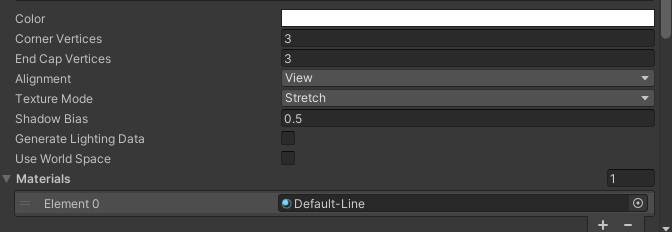 Color
Corner Vertices 3
End Cap Vertices 3
Alignment View
Texture Mode Stretch
Shadow Bias 0.5
Generate Lighting Data
Use World Space
Materials 1
Element 0 Default-Line
+ −